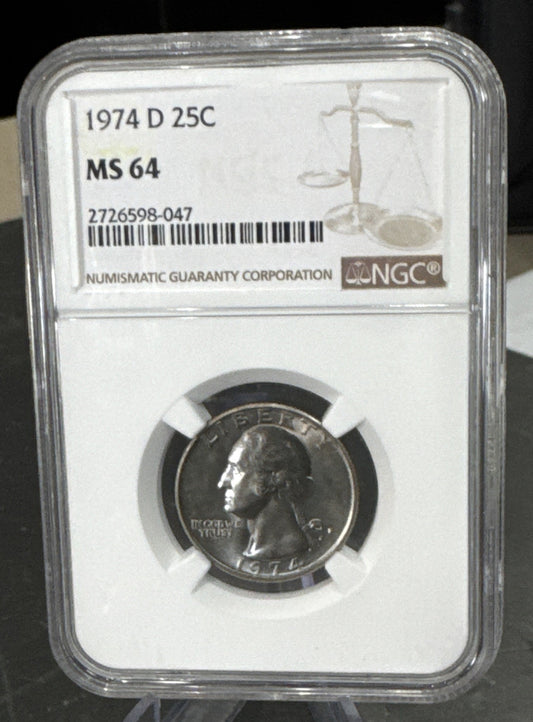 1974 D 25C
MS 64
2726598-047
NUMISMATIC GUARANTY CORPORATION NGC®
LIBERTY
IN GOD WE
TRUST
1974